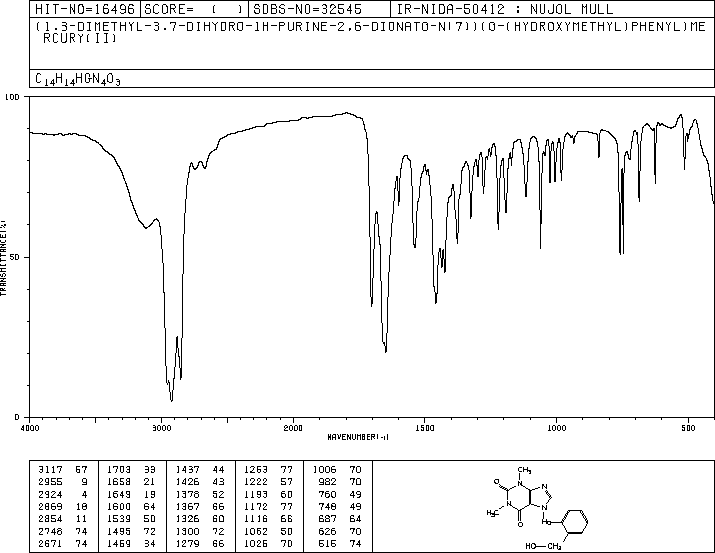 HIT-NO=16496 SCORE= ( ) SDBS-NO=32545 IR-NIDA-50412 : NUJOL MULL
(1,3-DIMETHYL-3,7-DIHYDRO-1H-PURINE-2,6-DIONATO-N(7))(O-(HYDROXYMETHYL)PHENYL)ME
RCURY(II)
C14H14HGN4O3
100
50
0
TRANSMITTANCE(%)
4000 3000 2000 1500 1000 500
WAVENUMBER(-1)
3117 67 1703 39 1437 44 1263 77 1006 70
2955 9 1658 21 1426 43 1222 57 982 70
2924 4 1649 19 1378 52 1193 60 760 49
2869 18 1600 64 1367 66 1172 77 748 49
2854 11 1539 50 1326 60 1116 66 687 64
2746 74 1495 72 1300 72 1062 50 626 70
2671 74 1459 34 1279 66 1026 70 515 74
CH3
O N N
H3C N N
O
HG
HO CH2